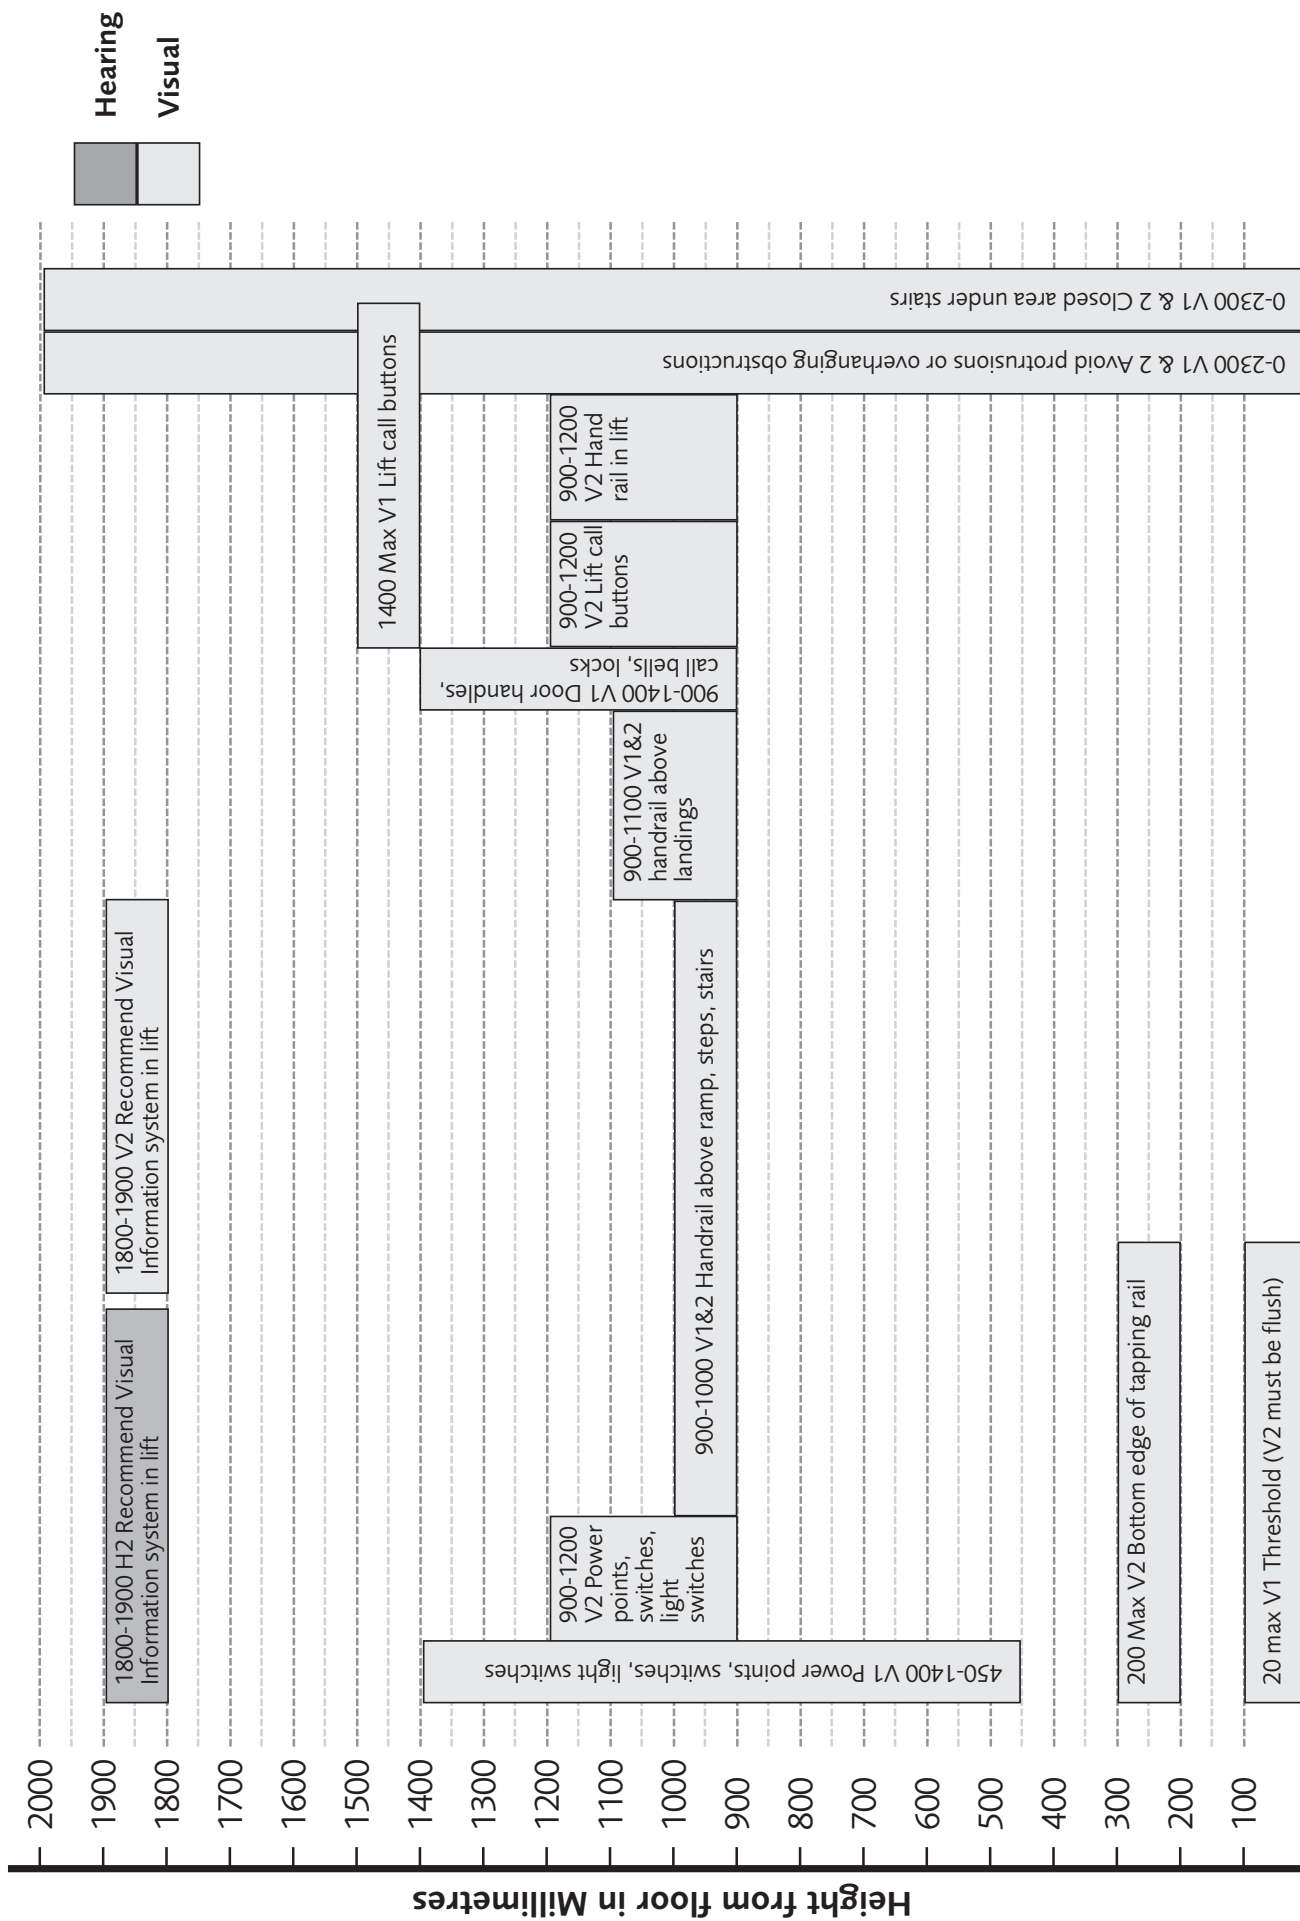 Height from floor in Millimetres
2000
1900
1800
1700
1600
1500
1400
1300
1200
1100
1000
900
800
700
600
500
400
300
200
100
Hearing
Visual
1800-1900 H2 Recommend Visual
Information system in lift
1800-1900 V2 Recommend Visual
Information system in lift
450-1400 V1 Power points, switches, light switches
900-1200
V2 Power
points,
switches,
light
switches
900-1000 V1&2 Handrail above ramp, steps, stairs
900-1100 V1&2
handrail above
landings
900-1400 V1 Door handles,
call bells, locks
1400 Max V1 Lift call buttons
900-1200
V2 Lift call
buttons
900-1200
V2 Hand
rail in lift
0-2300 V1 & 2 Avoid protrusions or overhanging obstructions
0-2300 V1 & 2 Closed area under stairs
200 Max V2 Bottom edge of tapping rail
20 max V1 Threshold (V2 must be flush)